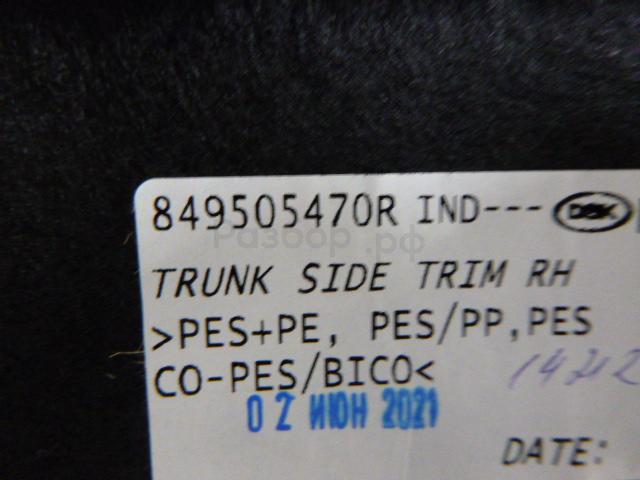 849505470R IND---
Разбор.рф
TRUNK SIDE TRIM RH
>PES+PE, PES/PP,PES
CO-PES/BICO<
02 ИЮН 2021
DATE: